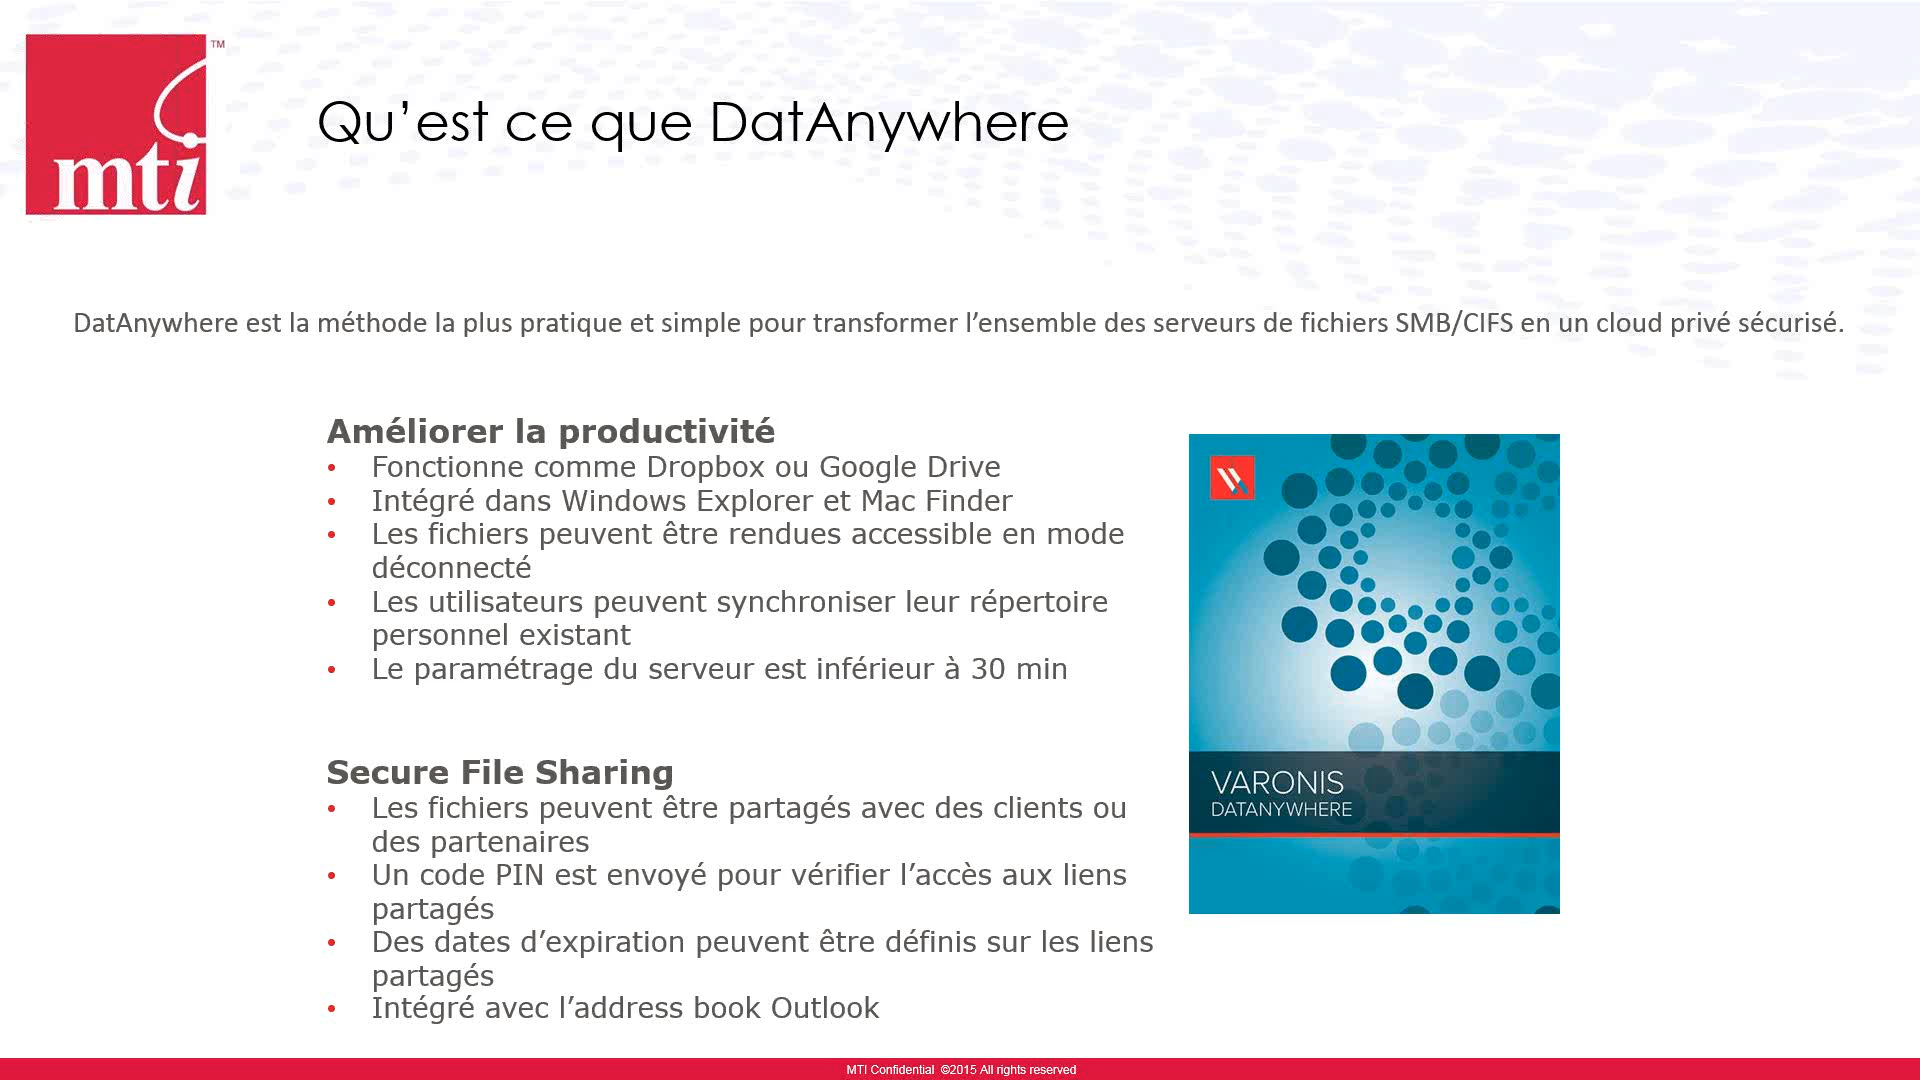 mti
TM
Qu’est ce que DatAnywhere
DatAnywhere est la méthode la plus pratique et simple pour transformer l’ensemble des serveurs de fichiers SMB/CIFS en un cloud privé sécurisé.
Améliorer la productivité
• Fonctionne comme Dropbox ou Google Drive
• Intégré dans Windows Explorer et Mac Finder
• Les fichiers peuvent être rendues accessible en mode
déconnecté
• Les utilisateurs peuvent synchroniser leur répertoire
personnel existant
• Le paramétrage du serveur est inférieur à 30 min
Secure File Sharing
• Les fichiers peuvent être partagés avec des clients ou
des partenaires
• Un code PIN est envoyé pour vérifier l’accès aux liens
partagés
• Des dates d’expiration peuvent être définis sur les liens
partagés
• Intégré avec l’address book Outlook
VARONIS
DATANYWHERE
MTI Confidential ©2015 All rights reserved